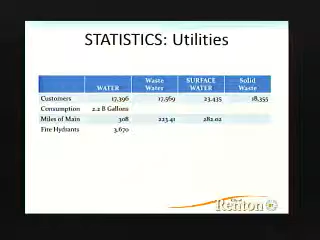 STATISTICS: Utilities
WATER Waste Water SURFACE WATER Solid Waste
Customers 17,396 17,569 23,435 18,355
Consumption 2.2 B Gallons
Miles of Main 308 223.41 282.02
Fire Hydrants 3,670
Renton